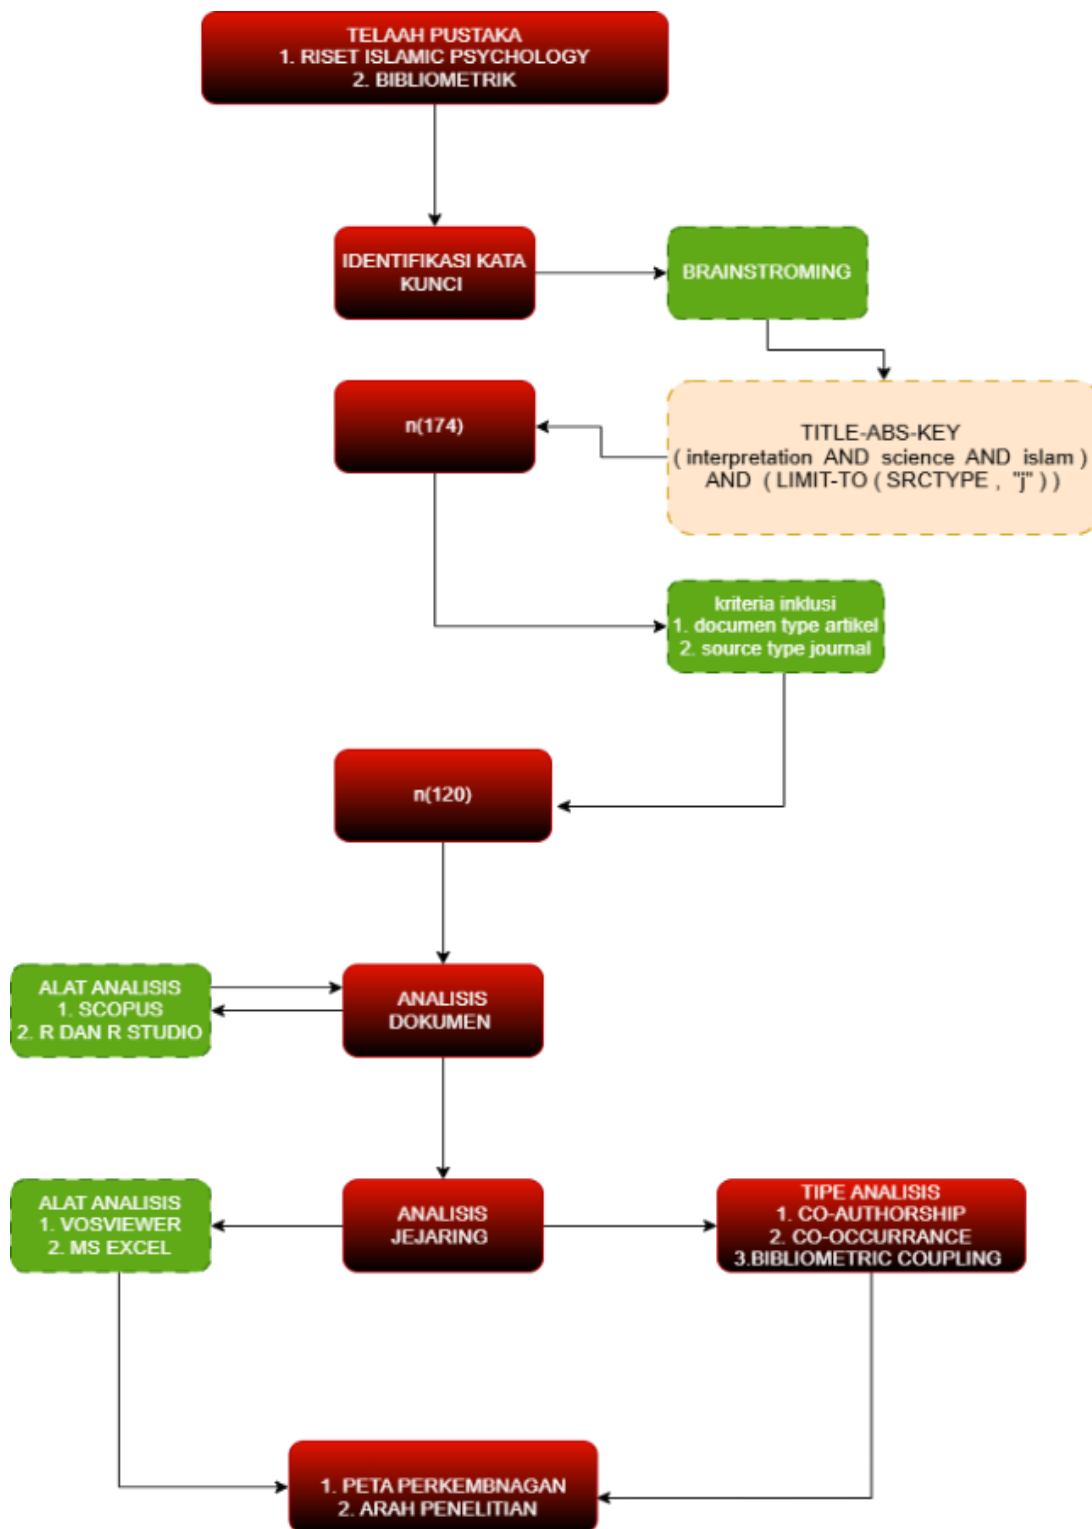 TELAAH PUSTAKA
1. RISET ISLAMIC PSYCHOLOGY
2. BIBLIOMETRIK
IDENTIFIKASI KATA
KUNCI
BRAINSTROMING
n(174)
TITLE-ABS-KEY
( interpretation AND science AND islam )
AND ( LIMIT-TO ( SRCTYPE , "j" ) )
kriteria inklusi
1. documen type artikel
2. source type journal
n(120)
ALAT ANALISIS
1. SCOPUS
2. R DAN R STUDIO
ANALISIS
DOKUMEN
ALAT ANALISIS
1. VOSVIEWER
2. MS EXCEL
ANALISIS
JEJARING
TIPE ANALISIS
1. CO-AUTHORSHIP
2. CO-OCCURRANCE
3.BIBLIOMETRIC COUPLING
1. PETA PERKEMBNAGAN
2. ARAH PENELITIAN